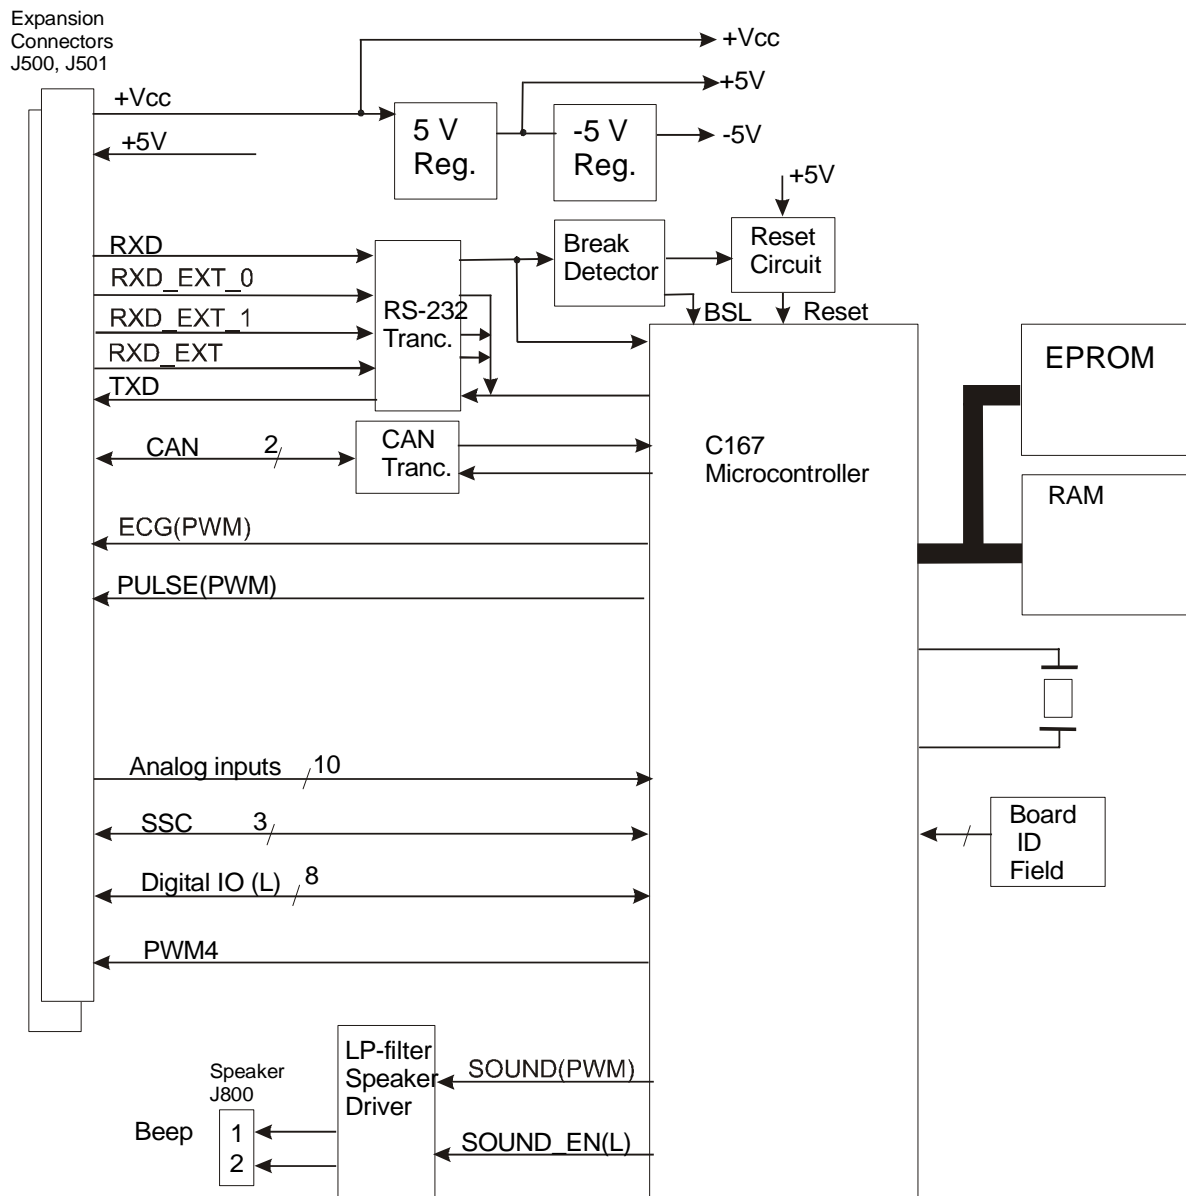 Expansion
Connectors
J500, J501
+Vcc
+Vcc
+5V
+5V
5 V
Reg.
-5 V
Reg.
-5V
+5V
RXD
RXD_EXT_0
RXD_EXT_1
RXD_EXT
TXD
RS-232
Tranc.
Break
Detector
Reset
Circuit
BSL
Reset
EPROM
RAM
CAN
2
CAN
Tranc.
C167
Microcontroller
ECG(PWM)
PULSE(PWM)
Analog inputs
10
SSC
3
Digital IO (L)
8
PWM4
Board
ID
Field
LP-filter
Speaker
Driver
SOUND(PWM)
SOUND_EN(L)
Speaker
J800
Beep
1
2